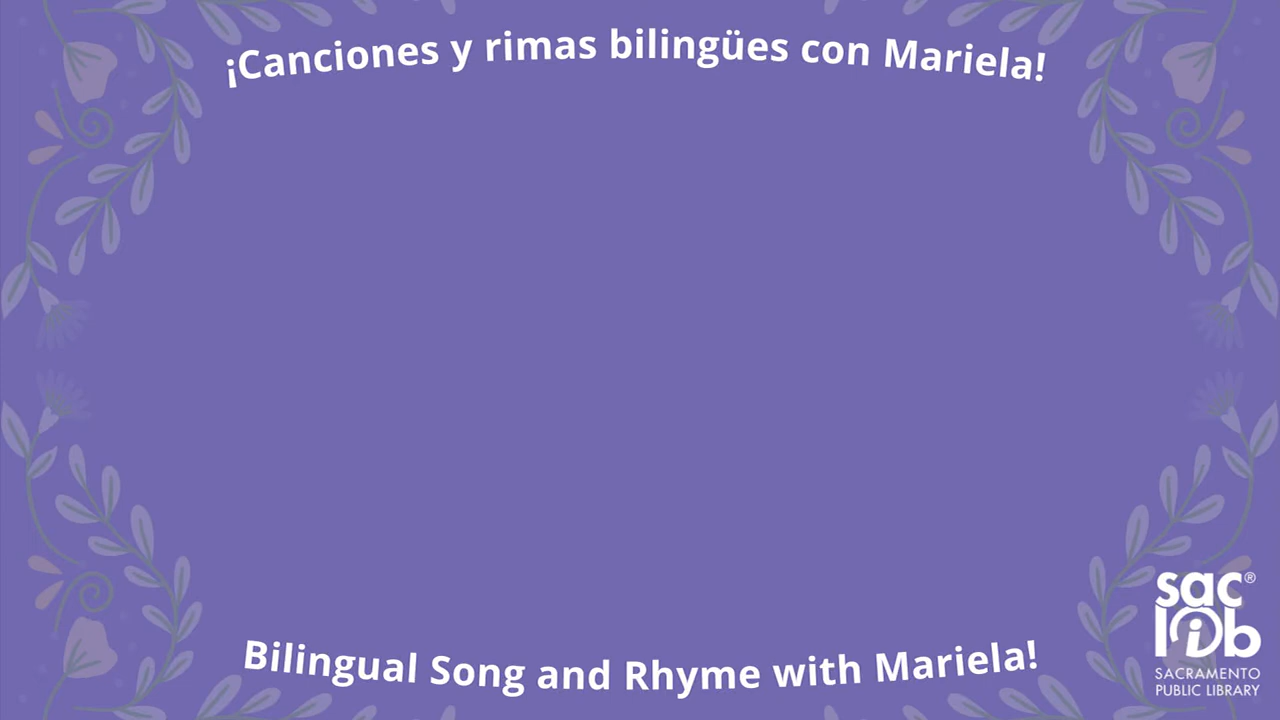 ¡Canciones y rimas bilingües con Mariela!
Bilingual Song and Rhyme with Mariela!
sac®
lib
SACRAMENTO
PUBLIC LIBRARY